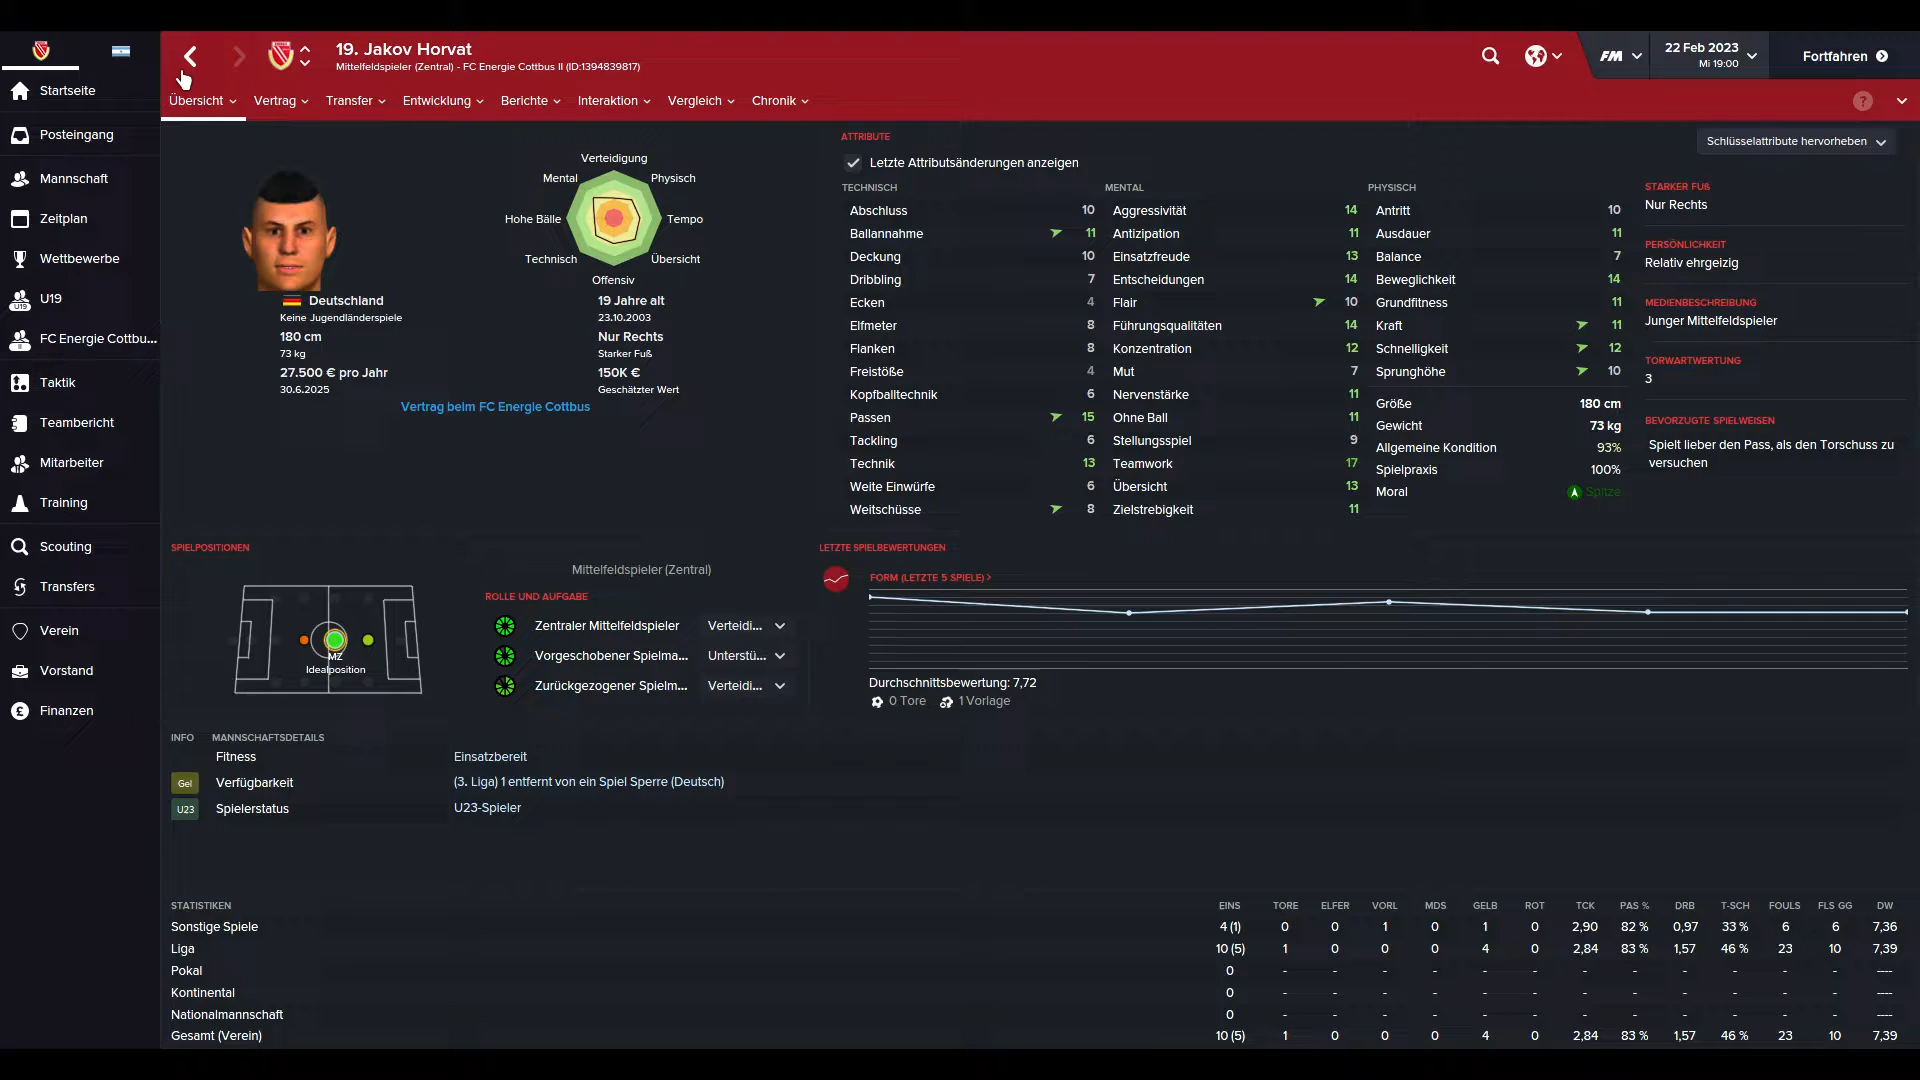 19. Jakov Horvat
Mittelfeldspieler (Zentral) - FC Energie Cottbus II (ID:1394839817)
FM
22 Feb 2023
Mi 19:00
Fortfahren
Übersicht
Vertrag
Transfer
Entwicklung
Berichte
Interaktion
Vergleich
Chronik
?
Startseite
Posteingang
Mannschaft
Zeitplan
Wettbewerbe
U19
FC Energie Cottbu...
Taktik
Teambericht
Mitarbeiter
Training
Scouting
Transfers
Verein
Vorstand
Finanzen
Verteidigung
Mental
Physisch
Hohe Bälle
Tempo
Technisch
Übersicht
Offensiv
Deutschland
Keine Jugendländerspiele
180 cm
73 kg
27.500 € pro Jahr
30.6.2025
19 Jahre alt
23.10.2003
Nur Rechts
Starker Fuß
150K €
Geschätzter Wert
Vertrag beim FC Energie Cottbus
ATTRIBUTE
Schlüsselattribute hervorheben
Letzte Attributsänderungen anzeigen
TECHNISCH
Abschluss 10
Ballannahme 11
Deckung 10
Dribbling 7
Ecken 4
Elfmeter 8
Flanken 8
Freistöße 4
Kopfballtechnik 6
Passen 15
Tackling 6
Technik 13
Weite Einwürfe 6
Weitschüsse 8
MENTAL
Aggressivität 14
Antizipation 11
Einsatzfreude 13
Entscheidungen 14
Flair 10
Führungsqualitäten 14
Konzentration 12
Mut 7
Nervenstärke 11
Ohne Ball 11
Stellungsspiel 9
Teamwork 17
Übersicht 13
Zielstrebigkeit 11
PHYSISCH
Antritt 10
Ausdauer 11
Balance 7
Beweglichkeit 14
Grundfitness 11
Kraft 11
Schnelligkeit 12
Sprunghöhe 10
Größe 180 cm
Gewicht 73 kg
Allgemeine Kondition 93%
Spielpraxis 100%
Moral Spitze
STARKER FUß
Nur Rechts
PERSÖNLICHKEIT
Relativ ehrgeizig
MEDIENBESCHREIBUNG
Junger Mittelfeldspieler
TORWARTWERTUNG
3
BEVORZUGTE SPIELWEISEN
Spielt lieber den Pass, als den Torschuss zu
versuchen
SPIELPOSITIONEN
MZ
Idealposition
Mittelfeldspieler (Zentral)
ROLLE UND AUFGABE
Zentraler Mittelfeldspieler Verteidi...
Vorgeschobener Spielma... Unterstü...
Zurückgezogener Spielm... Verteidi...
LETZTE SPIELBEWERTUNGEN
FORM (LETZTE 5 SPIELE) >
Durchschnittsbewertung: 7,72
0 Tore 1 Vorlage
INFO MANNSCHAFTSDETAILS
Fitness Einsatzbereit
Gel Verfügbarkeit (3. Liga) 1 entfernt von ein Spiel Sperre (Deutsch)
U23 Spielerstatus U23-Spieler
STATISTIKEN EINS TORE ELFER VORL MDS GELB ROT TCK PAS % DRB T-SCH FOULS FLS GG DW
Sonstige Spiele 4 (1) 0 0 1 0 1 0 2,90 82 % 0,97 33 % 6 6 7,36
Liga 10 (5) 1 0 0 0 4 0 2,84 83 % 1,57 46 % 23 10 7,39
Pokal 0 - - - - - - - - - - - - ----
Kontinental 0 - - - - - - - - - - - - ----
Nationalmannschaft 0 - - - - - - - - - - - - ----
Gesamt (Verein) 10 (5) 1 0 0 0 4 0 2,84 83 % 1,57 46 % 23 10 7,39